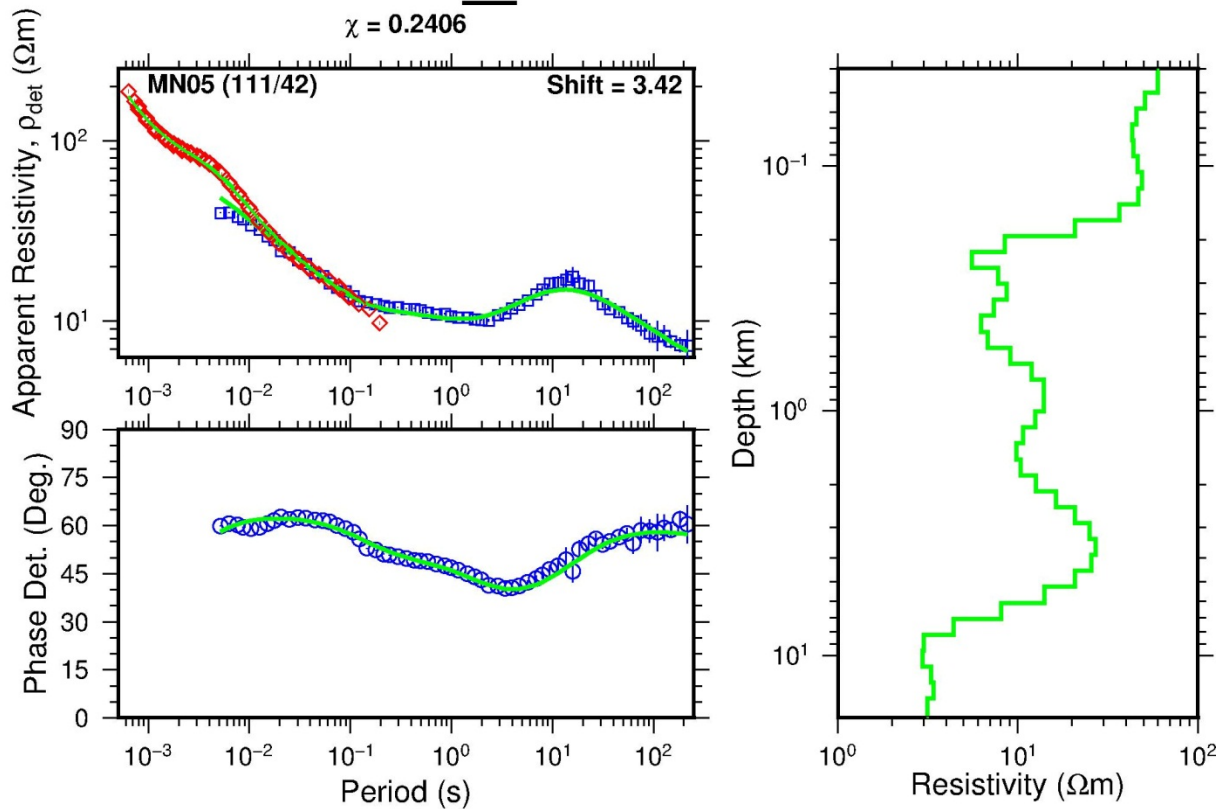 χ = 0.2406
MN05 (111/42)
Shift = 3.42
Apparent Resistivity, ρdet (Ωm)
10²
10¹
10⁻³ 10⁻² 10⁻¹ 10⁰ 10¹ 10²
Phase Det. (Deg.)
90
75
60
45
30
15
0
10⁻³ 10⁻² 10⁻¹ 10⁰ 10¹ 10²
Period (s)
Depth (km)
10⁻¹
10⁰
10¹
10⁰ 10¹ 10²
Resistivity (Ωm)